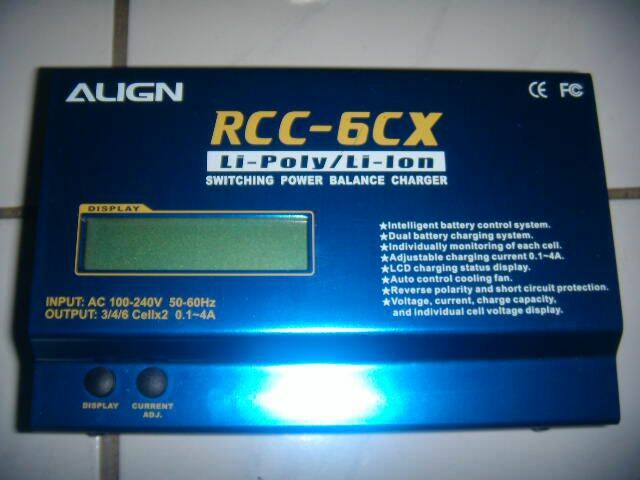 ALIGN
CE FC
RCC-6CX
Li-Poly/Li-Ion
SWITCHING POWER BALANCE CHARGER
DISPLAY
★Intelligent battery control system.
★Dual battery charging system.
★Individually monitoring of each cell.
★Adjustable charging current 0.1~4A.
★LCD charging status display.
★Auto control cooling fan.
★Reverse polarity and short circuit protection.
★Voltage, current, charge capacity,
and individual cell voltage display.
INPUT: AC 100-240V 50-60Hz
OUTPUT: 3/4/6 Cellx2 0.1~4A
DISPLAY
CURRENT
ADJ.